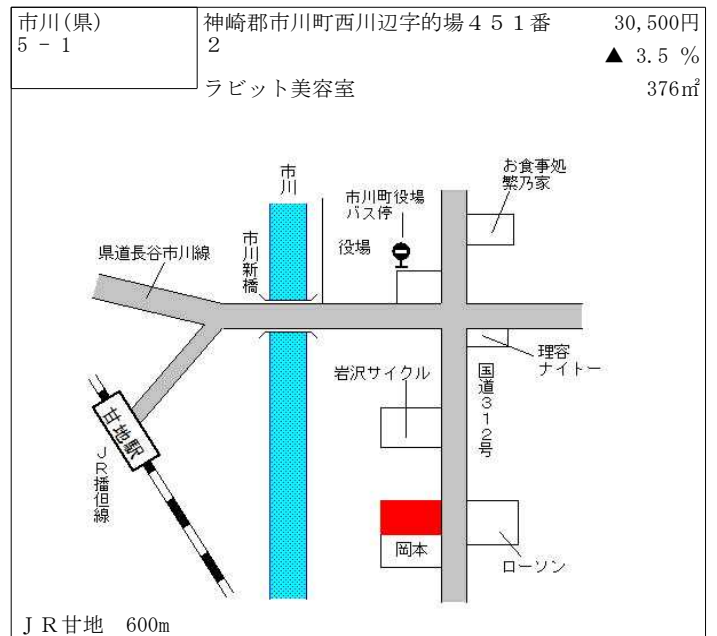 市川(県)
5 - 1
神崎郡市川町西川辺字的場４５１番
２
ラビット美容室
30,500円
▲ 3.5 %
376㎡
お食事処
繁乃家
市川
市川町役場
バス停
役場
市川新橋
県道長谷市川線
理容
ナイトー
国道３１２号
岩沢サイクル
甘地駅
ＪＲ播但線
岡本
ローソン
ＪＲ甘地　600m